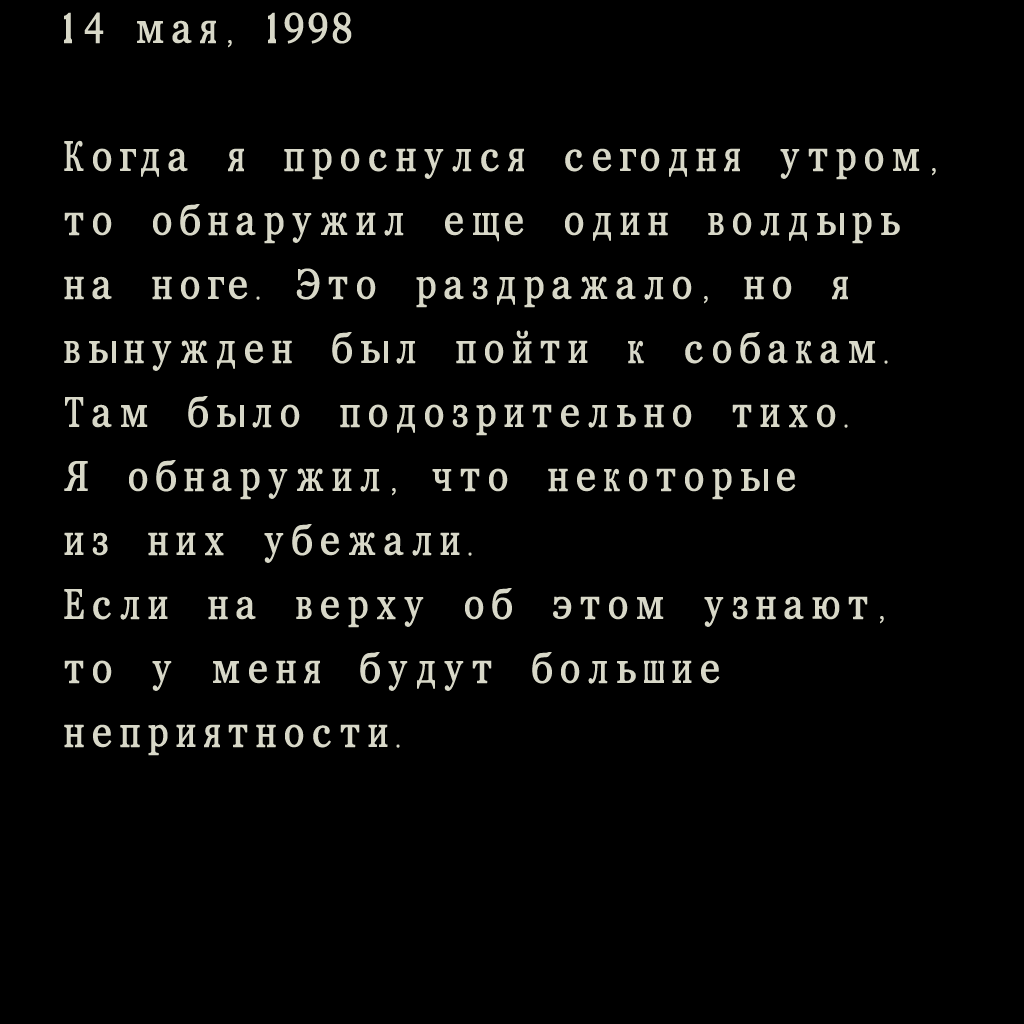 14 мая, 1998
Когда я проснулся сегодня утром,
то обнаружил еще один волдырь
на ноге. Это раздражало, но я
вынужден был пойти к собакам.
Там было подозрительно тихо.
Я обнаружил, что некоторые
из них убежали.
Если на верху об этом узнают,
то у меня будут большие
неприятности.